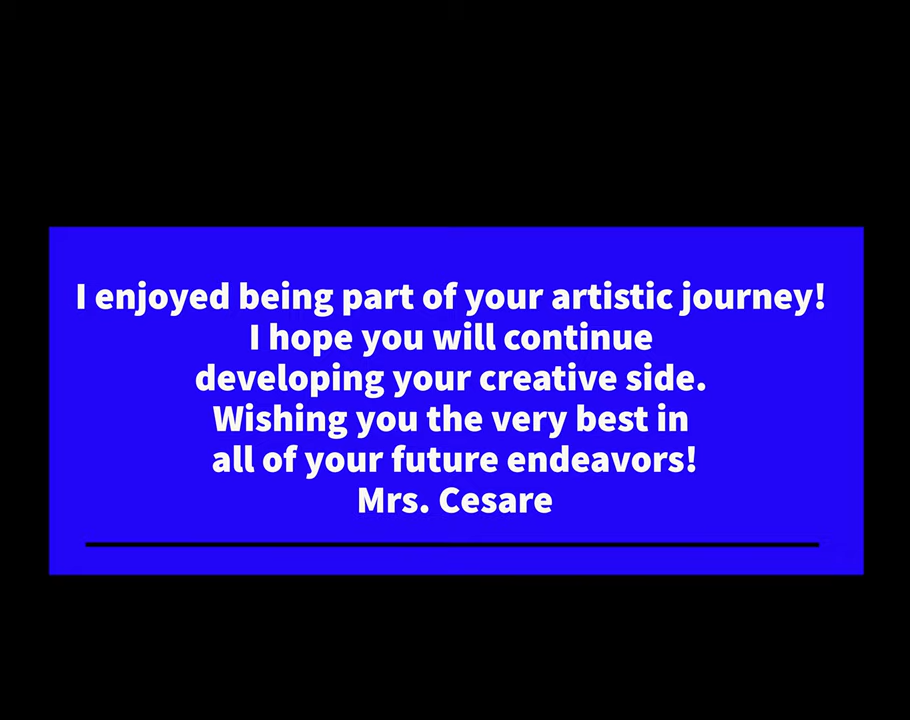 I enjoyed being part of your artistic journey!
I hope you will continue
developing your creative side.
Wishing you the very best in
all of your future endeavors!
Mrs. Cesare